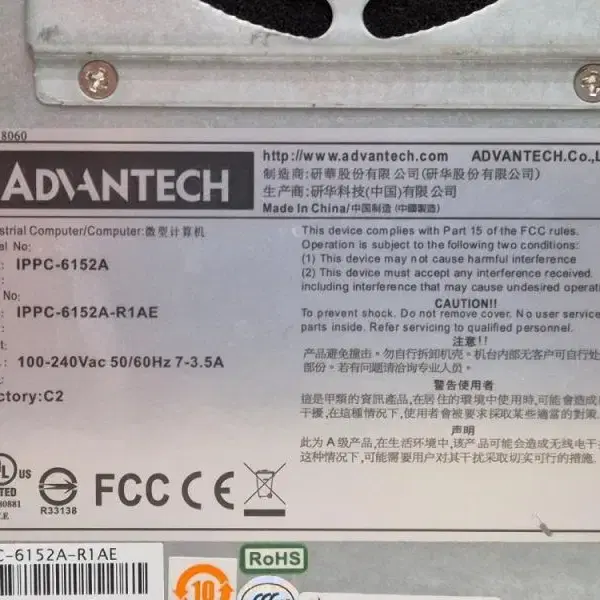 8060
ADVANTECH
http://www.advantech.com ADVANTECH.Co.,L
制造商:研華股份有限公司(研华股份有限公司)
生产商:研华科技(中国)有限公司
Made In China/中国制造 (中國製造)
strial Computer/Computer:微型计算机
el No:
: IPPC-6152A
No:
: IPPC-6152A-R1AE
: 100-240Vac 50/60Hz 7-3.5A
ctory:C2
This device complies with Part 15 of the FCC rules.
Operation is subject to the following two conditions:
(1) This device may not cause harmful interference
(2) This device must accept any interference received.
including interference that may cause undesired operati
CAUTION!!
To prevent shock. Do not remove cover. No user service
parts inside. Refer servicing to qualified personnel.
注意!!
产品避免撞击。勿自行拆卸机壳。机台内部无客户可自行处
部份。若有问题请洽询专业人员。
警告使用者
這是甲類的資訊產品,在居住的環境中使用時,可能會造成
干擾,在這種情況下,使用者會被要求採取某些適當的對策
声明
此为 A 级产品,在生活环境中,该产品可能会造成无线电干
这种情况下,可能需要用户对其干扰采取切实可行的措施.
UL US
TED
80881
I.T.E
R33138
FCC CE
C-6152A-R1AE
RoHS
10
CCC